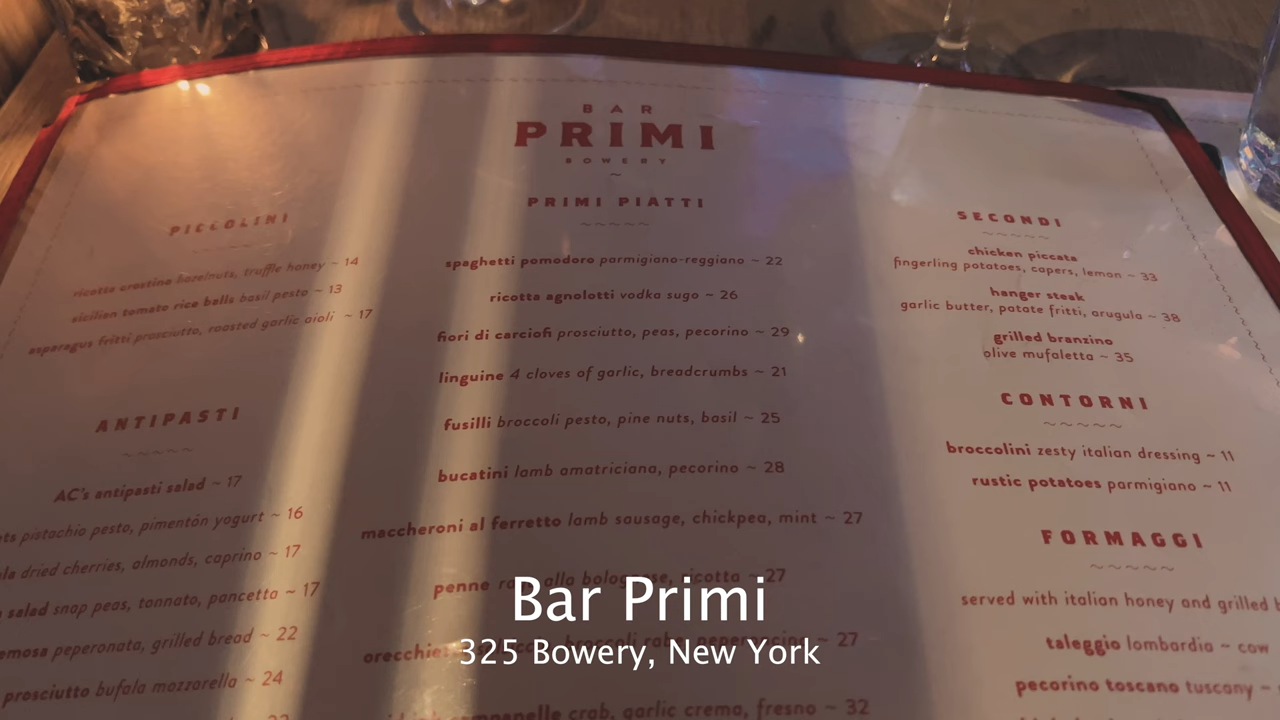 BAR
PRIMI
BOWERY
PICCOLINI
ricotta crostino hazelnuts, truffle honey ~ 14
sicilian tomato rice balls basil pesto ~ 13
asparagus fritti prosciutto, roasted garlic aioli ~ 17
ANTIPASTI
AC's antipasti salad ~ 17
pistachio pesto, pimentón yogurt ~ 16
dried cherries, almonds, caprino ~ 17
salad snap peas, tonnato, pancetta ~ 17
peperonata, grilled bread ~ 22
prosciutto bufala mozzarella ~ 24
PRIMI PIATTI
spaghetti pomodoro parmigiano-reggiano ~ 22
ricotta agnolotti vodka sugo ~ 26
fiori di carciofi prosciutto, peas, pecorino ~ 29
linguine 4 cloves of garlic, breadcrumbs ~ 21
fusilli broccoli pesto, pine nuts, basil ~ 25
bucatini lamb amatriciana, pecorino ~ 28
maccheroni al ferretto lamb sausage, chickpea, mint ~ 27
penne alla bolognese, ricotta ~ 27
broccoli rabe, peperoncino ~ 27
campanelle crab, garlic crema, fresno ~ 32
SECONDI
chicken piccata
fingerling potatoes, capers, lemon ~ 33
hanger steak
garlic butter, potate fritti, arugula ~ 38
grilled branzino
olive mufaletta ~ 35
CONTORNI
broccolini zesty italian dressing ~ 11
rustic potatoes parmigiano ~ 11
FORMAGGI
served with italian honey and grilled
taleggio lombardia ~ cow
pecorino toscano tuscany ~
Bar Primi
325 Bowery, New York